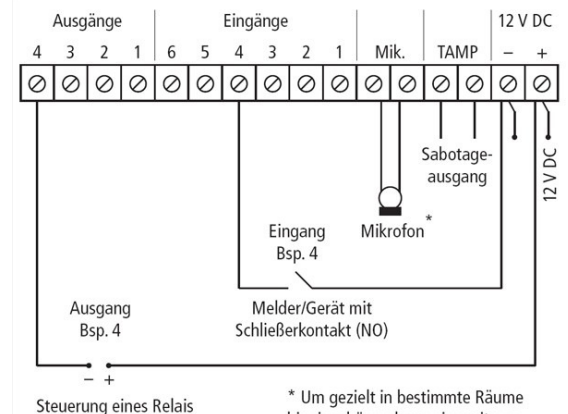 Ausgänge Eingänge 12 V DC
4 3 2 1 6 5 4 3 2 1 Mik. TAMP – +
Sabotage-
ausgang
12 V DC
Eingang
Bsp. 4
Mikrofon*
Ausgang
Bsp. 4
Melder/Gerät mit
Schließerkontakt (NO)
– +
Steuerung eines Relais
* Um gezielt in bestimmte Räume